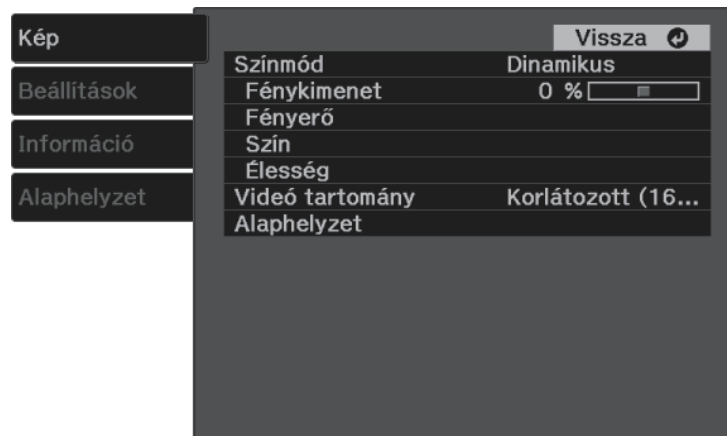 Kép
Beállítások
Információ
Alaphelyzet
Vissza
Színmód Dinamikus
Fénykimenet 0 %
Fényerő
Szín
Élesség
Videó tartomány Korlátozott (16...
Alaphelyzet